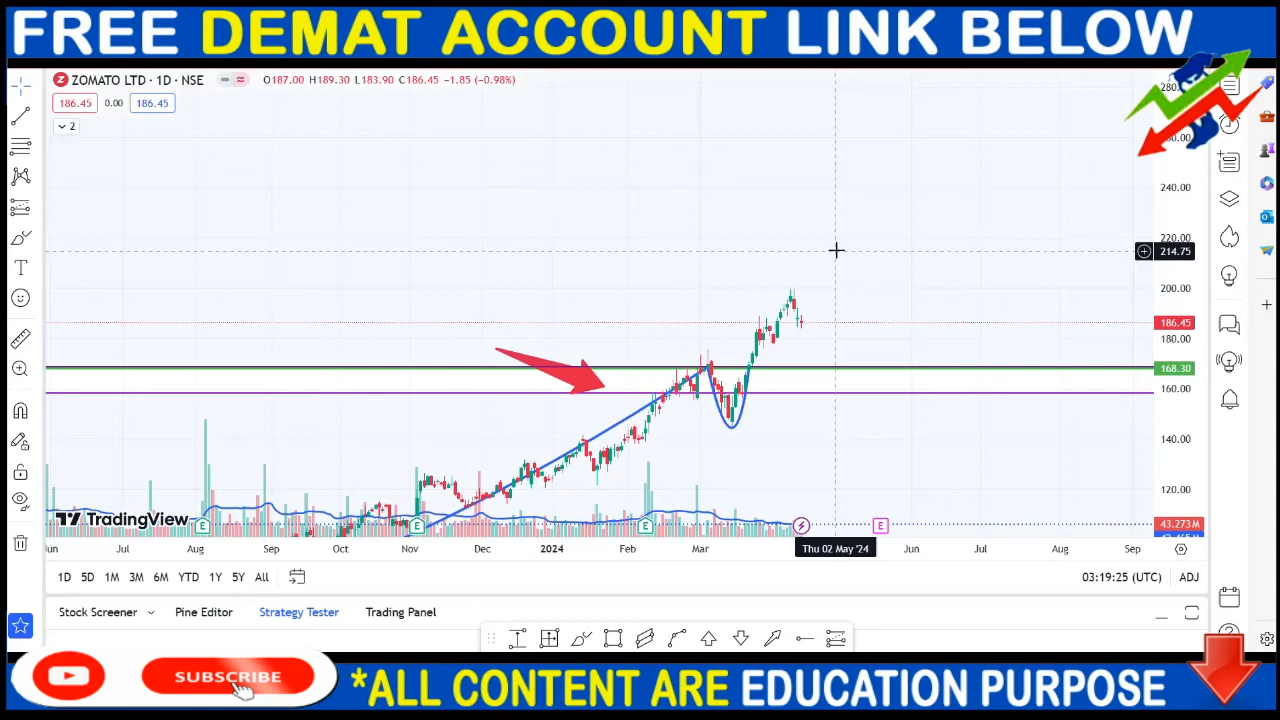 FREE DEMAT ACCOUNT LINK BELOW
Z ZOMATO LTD · 1D · NSE O187.00 H189.30 L183.90 C186.45 -1.85 (-0.98%)
186.45 0.00 186.45
2
240.00
220.00
214.75
200.00
186.45
180.00
168.30
160.00
140.00
120.00
TradingView
E E E E
43.273M
Jul Aug Sep Oct Nov Dec 2024 Feb Mar Thu 02 May '24 Jun Jul Aug Sep
1D 5D 1M 3M 6M YTD 1Y 5Y All 03:19:25 (UTC) ADJ
Stock Screener Pine Editor Strategy Tester Trading Panel
SUBSCRIBE
*ALL CONTENT ARE EDUCATION PURPOSE